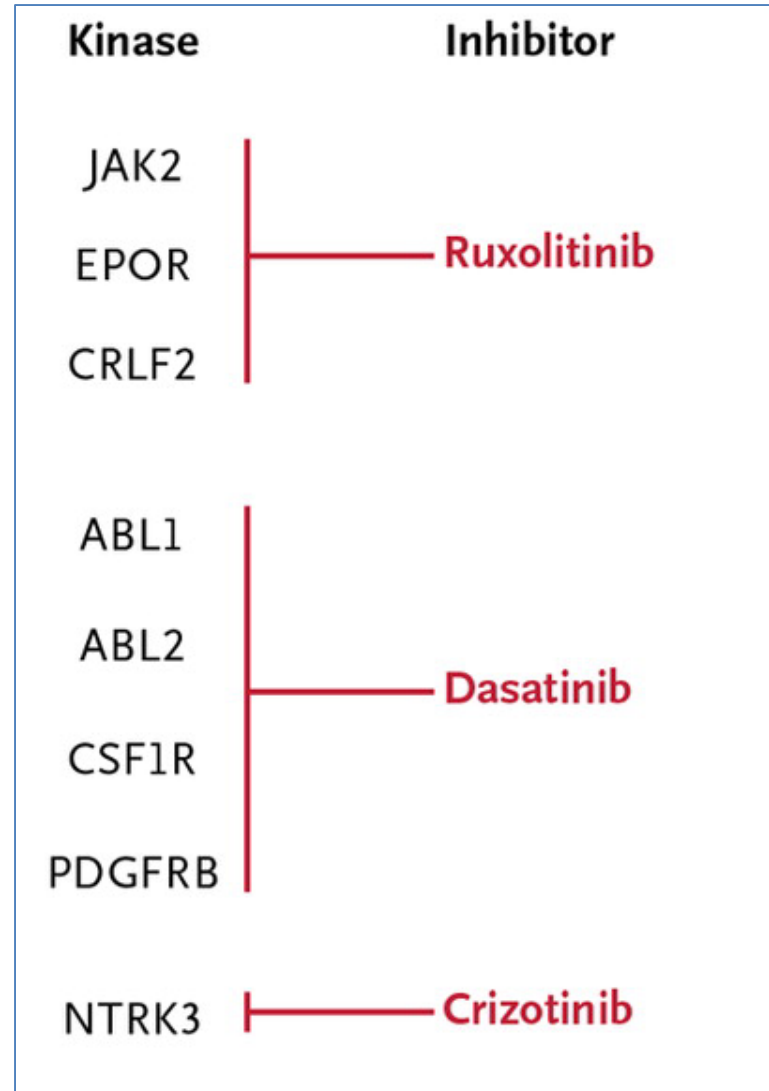 Kinase Inhibitor
JAK2
EPOR
Ruxolitinib
CRLF2
ABL1
ABL2
Dasatinib
CSF1R
PDGFRB
NTRK3 Crizotinib